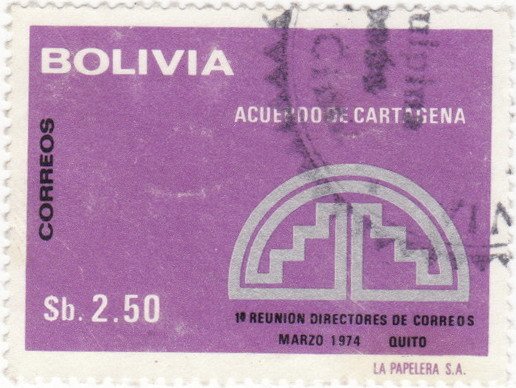 BOLIVIA
ACUERDO DE CARTAGENA
CORREOS
Sb. 2.50
1ª REUNION DIRECTORES DE CORREOS
MARZO 1974 QUITO
LA PAPELERA S.A.